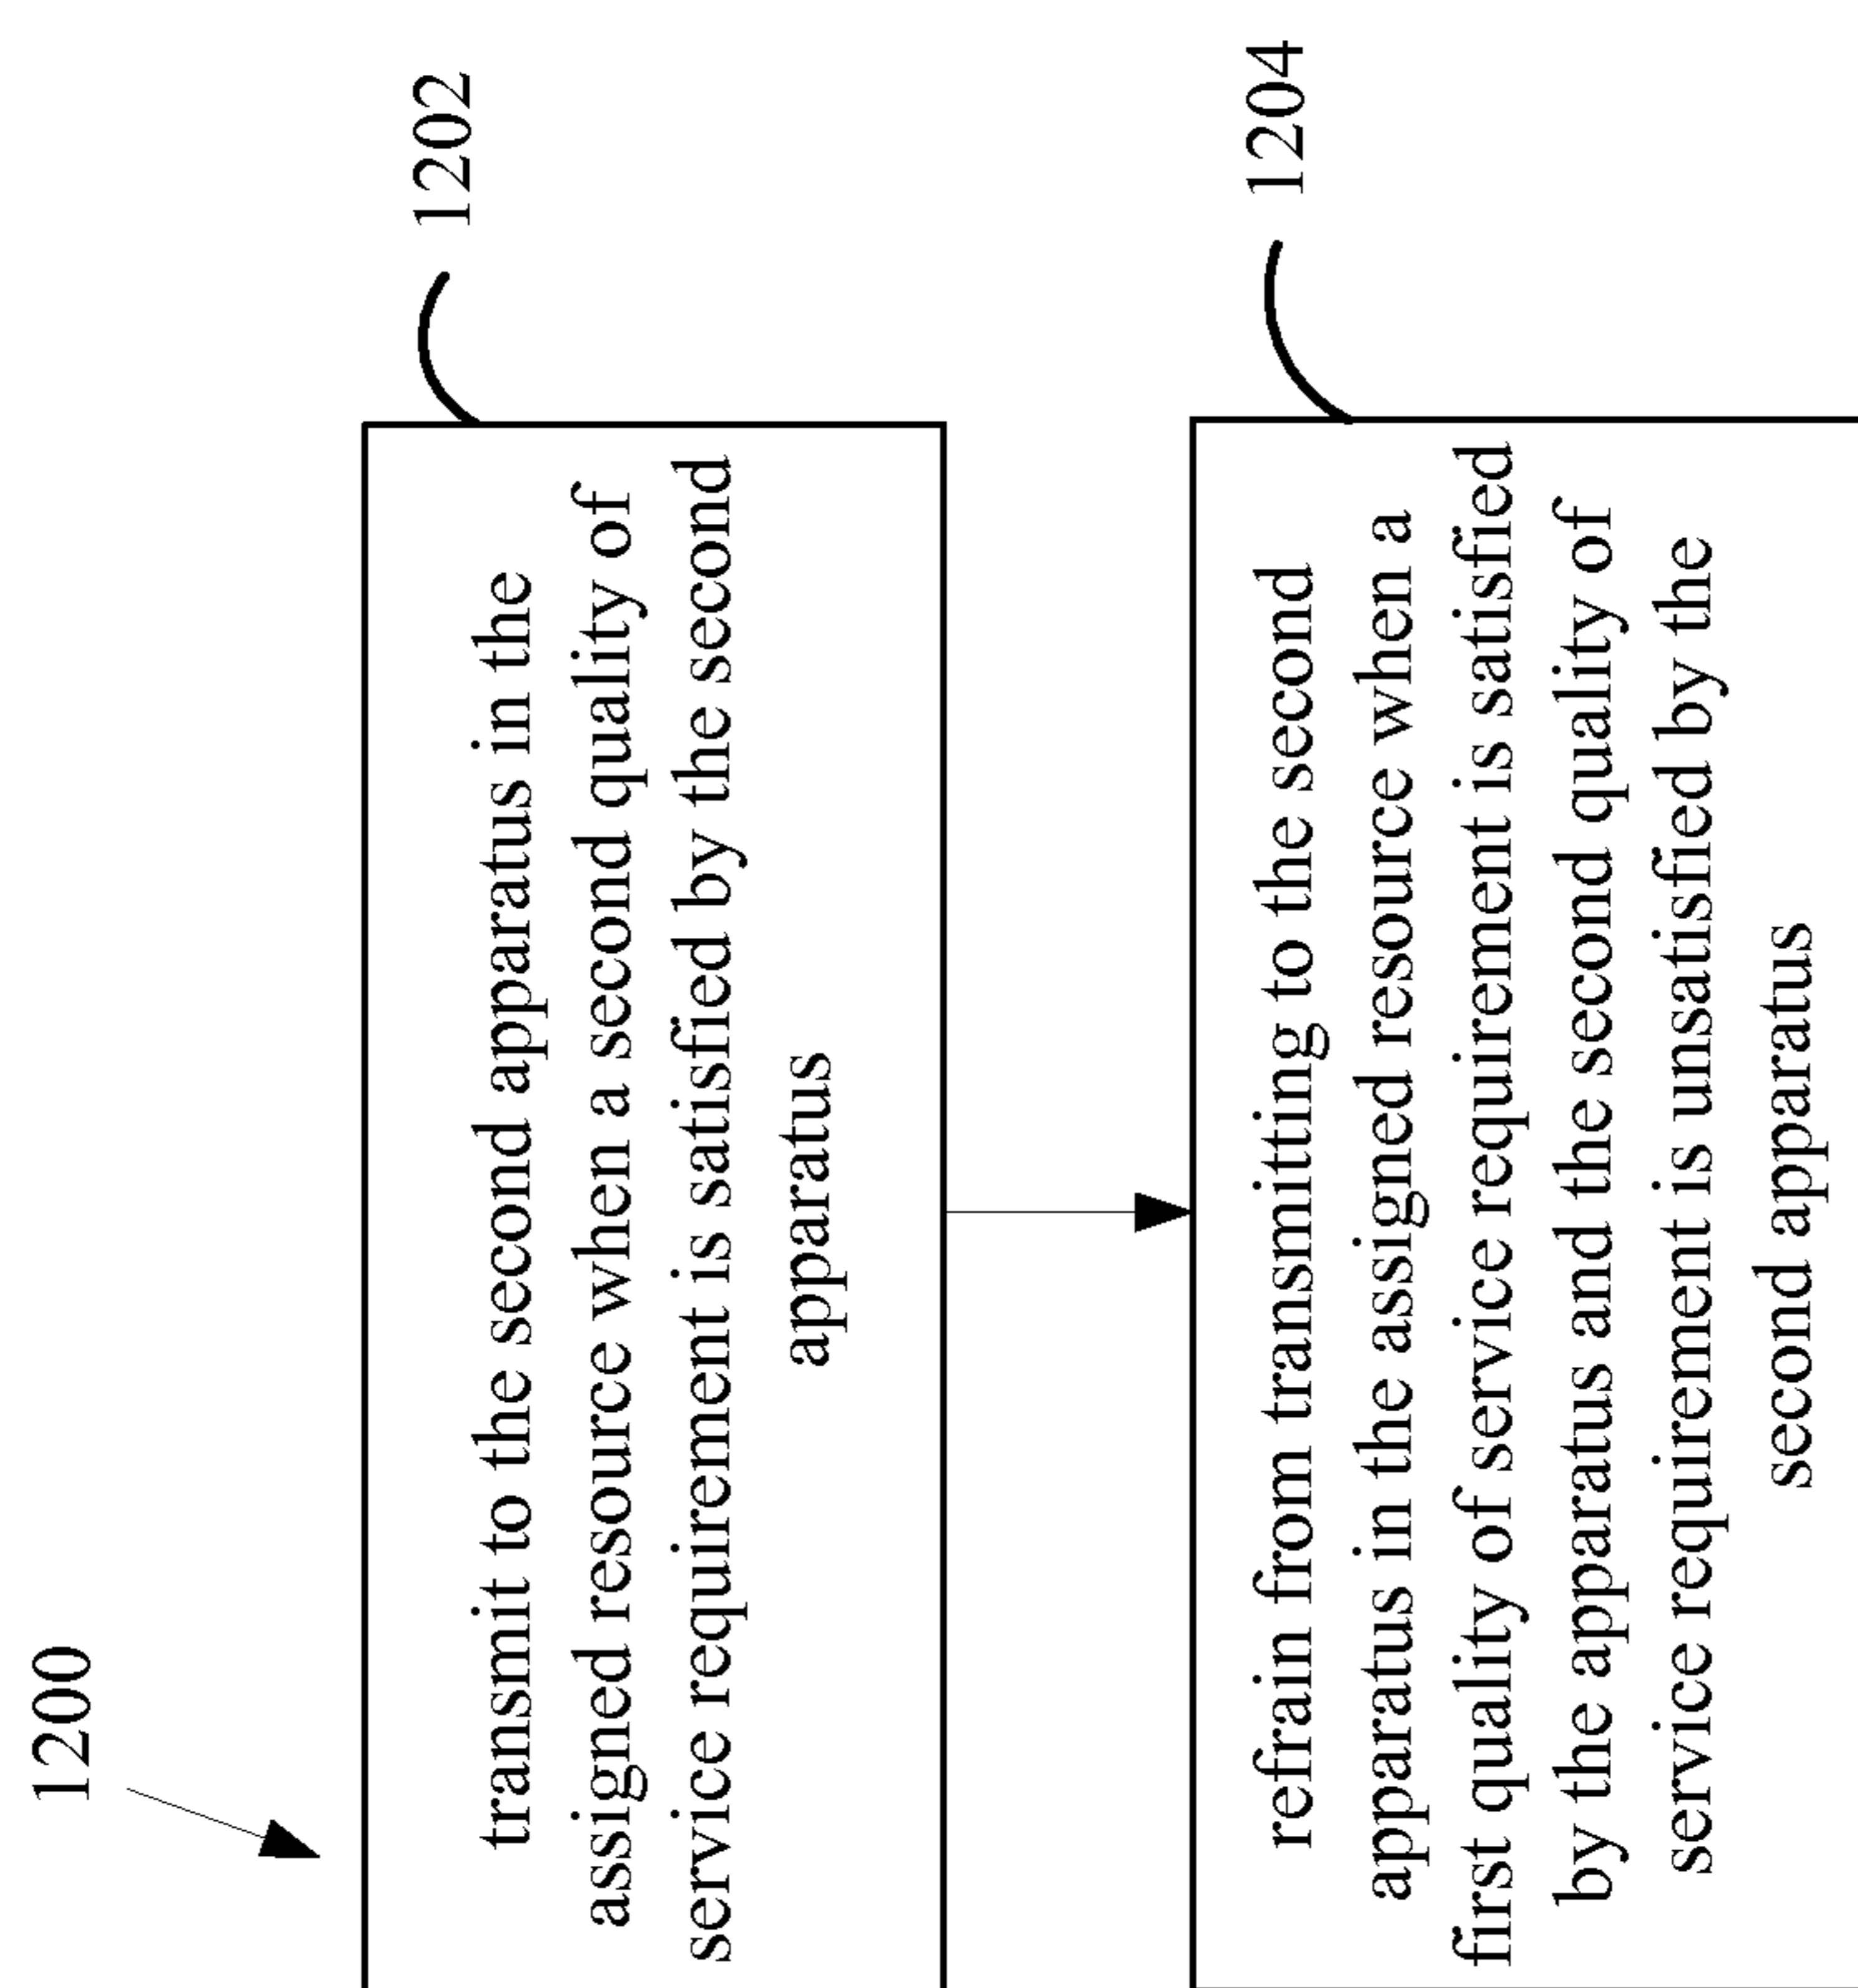 1200
1202
transmit to the second apparatus in the
assigned resource when a second quality of
service requirement is satisfied by the second
apparatus
1204
refrain from transmitting to the second
apparatus in the assigned resource when a
first quality of service requirement is satisfied
by the apparatus and the second quality of
service requirement is unsatisfied by the
second apparatus